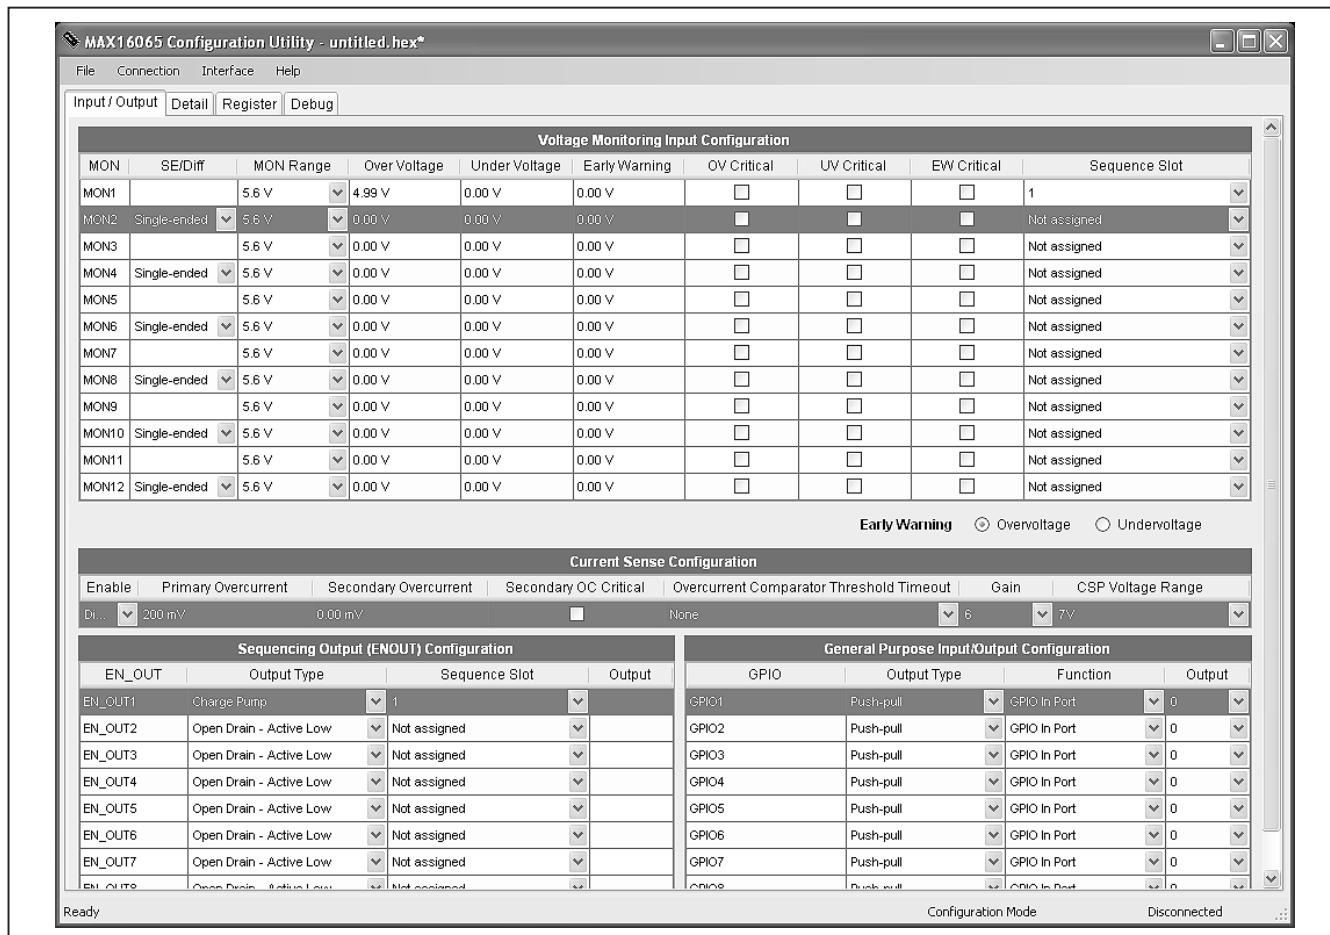 MAX16065 Configuration Utility - untitled.hex*
File Connection Interface Help
Input / Output Detail Register Debug
Voltage Monitoring Input Configuration
MON SE/Diff MON Range Over Voltage Under Voltage Early Warning OV Critical UV Critical EW Critical Sequence Slot
MON1 5.6 V 4.99 V 0.00 V 0.00 V 1
MON2 Single-ended 5.6 V 0.00 V 0.00 V 0.00 V Not assigned
MON3 5.6 V 0.00 V 0.00 V 0.00 V Not assigned
MON4 Single-ended 5.6 V 0.00 V 0.00 V 0.00 V Not assigned
MON5 5.6 V 0.00 V 0.00 V 0.00 V Not assigned
MON6 Single-ended 5.6 V 0.00 V 0.00 V 0.00 V Not assigned
MON7 5.6 V 0.00 V 0.00 V 0.00 V Not assigned
MON8 Single-ended 5.6 V 0.00 V 0.00 V 0.00 V Not assigned
MON9 5.6 V 0.00 V 0.00 V 0.00 V Not assigned
MON10 Single-ended 5.6 V 0.00 V 0.00 V 0.00 V Not assigned
MON11 5.6 V 0.00 V 0.00 V 0.00 V Not assigned
MON12 Single-ended 5.6 V 0.00 V 0.00 V 0.00 V Not assigned
Early Warning Overvoltage Undervoltage
Current Sense Configuration
Enable Primary Overcurrent Secondary Overcurrent Secondary OC Critical Overcurrent Comparator Threshold Timeout Gain CSP Voltage Range
Di... 200 mV 0.00 mV None 6 7V
Sequencing Output (ENOUT) Configuration General Purpose Input/Output Configuration
EN_OUT Output Type Sequence Slot Output GPIO Output Type Function Output
EN_OUT1 Charge Pump 1 GPIO1 Push-pull GPIO In Port 0
EN_OUT2 Open Drain - Active Low Not assigned GPIO2 Push-pull GPIO In Port 0
EN_OUT3 Open Drain - Active Low Not assigned GPIO3 Push-pull GPIO In Port 0
EN_OUT4 Open Drain - Active Low Not assigned GPIO4 Push-pull GPIO In Port 0
EN_OUT5 Open Drain - Active Low Not assigned GPIO5 Push-pull GPIO In Port 0
EN_OUT6 Open Drain - Active Low Not assigned GPIO6 Push-pull GPIO In Port 0
EN_OUT7 Open Drain - Active Low Not assigned GPIO7 Push-pull GPIO In Port 0
EN_OUT8 Open Drain - Active Low Not assigned GPIO8 Push-pull GPIO In Port 0
Ready Configuration Mode Disconnected